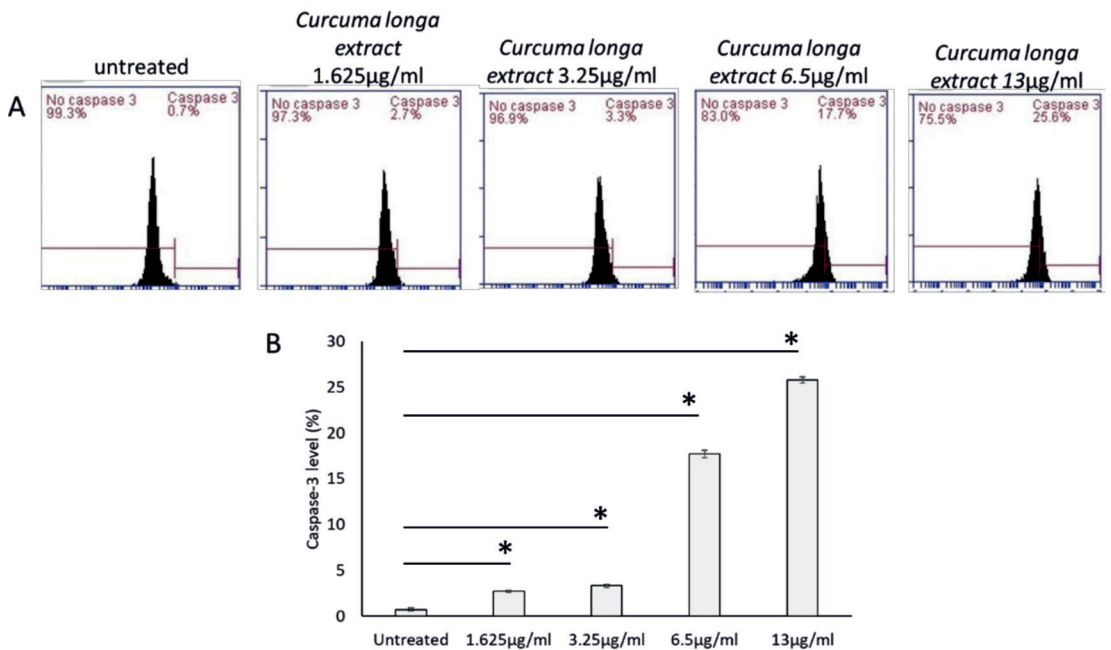 untreated
Curcuma longa
extract
1.625µg/ml
Curcuma longa
extract 3.25µg/ml
Curcuma longa
extract 6.5µg/ml
Curcuma longa
extract 13µg/ml
A
No caspase 3 Caspase 3
99.3% 0.7%
No caspase 3 Caspase 3
97.3% 2.7%
No caspase 3 Caspase 3
96.9% 3.3%
No caspase 3 Caspase 3
83.0% 17.7%
No caspase 3 Caspase 3
75.5% 25.6%
B
Caspase-3 level (%)
30
25
20
15
10
5
0
*
*
*
*
Untreated 1.625µg/ml 3.25µg/ml 6.5µg/ml 13µg/ml